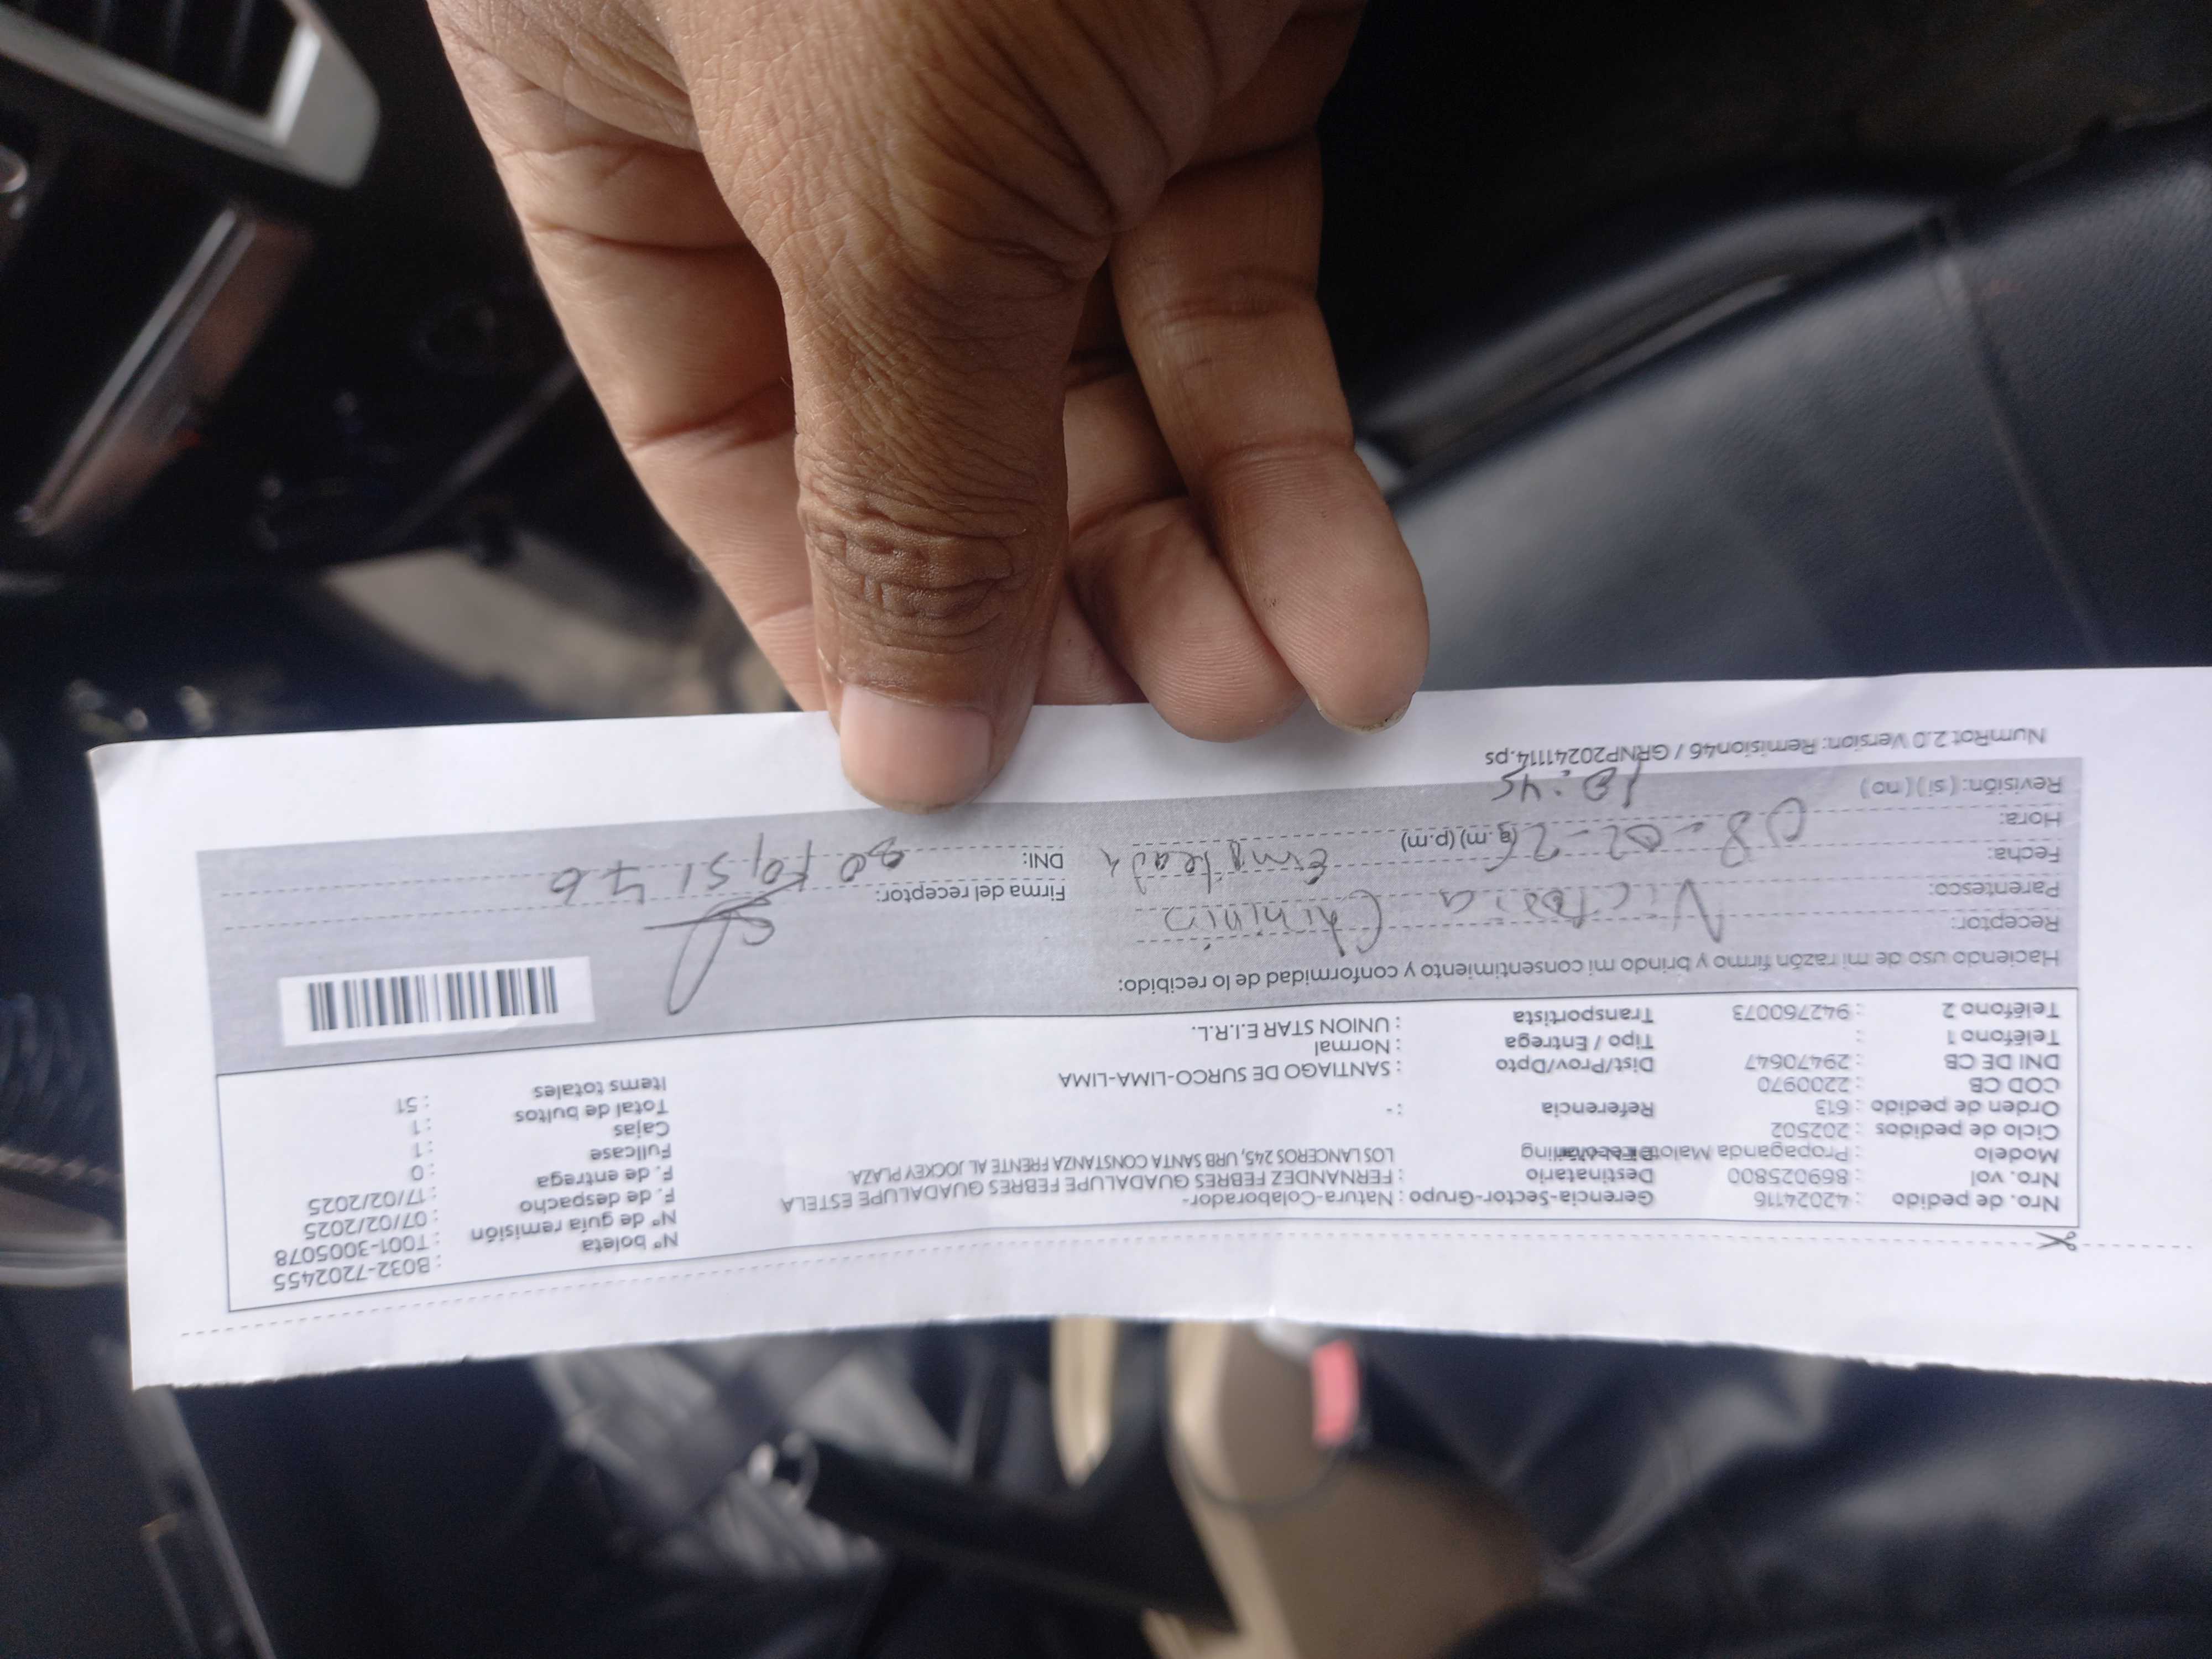 Nº boleta : B032-7202455
Nº de guía remisión : T001-3005078
F. de despacho : 07/02/2025
F. de entrega : 17/02/2025
Fullcase : 0
Cajas : 1
Total de bultos : 1
Items totales : 51
Nro. de pedido : 42024116
Nro. vol : 869025800
Modelo : Propaganda Malote
Ciclo de pedidos : 202502
Orden de pedido : 613
COD CB : 2200970
DNI DE CB : 29470647
Teléfono 1 :
Teléfono 2 : 942760073
Gerencia-Sector-Grupo : Natura-Colaborador-
Destinatario : FERNANDEZ FEBRES GUADALUPE FEBRES GUADALUPE ESTELA
LOS LANCEROS 245, URB SANTA CONSTANZA FRENTE AL JOCKEY PLAZA.
Referencia : -
Dist/Prov/Dpto : SANTIAGO DE SURCO-LIMA-LIMA
Tipo / Entrega : Normal
Transportista : UNION STAR E.I.R.L.
Haciendo uso de mi razón firmo y brindo mi consentimiento y conformidad de lo recibido:
Receptor: Victoria Chininin
Parentesco: Empleada
Fecha: 08-02-2
Hora: 10:45 (a.m) (p.m)
Revisión: ( si ) ( no )
Firma del receptor:
DNI:
NumRot 2.0 Version: Remision46 / GRNP20241114.ps